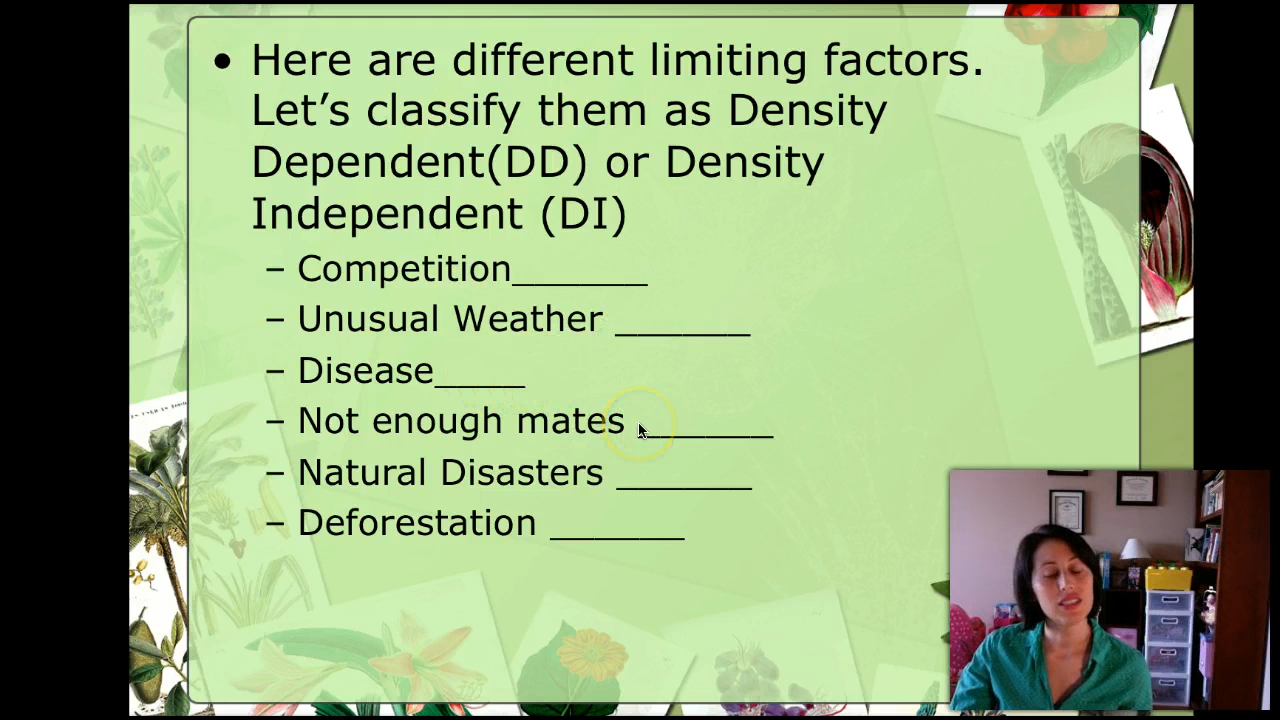 • Here are different limiting factors.
Let’s classify them as Density
Dependent(DD) or Density
Independent (DI)
– Competition______
– Unusual Weather ______
– Disease____
– Not enough mates ______
– Natural Disasters ______
– Deforestation ______